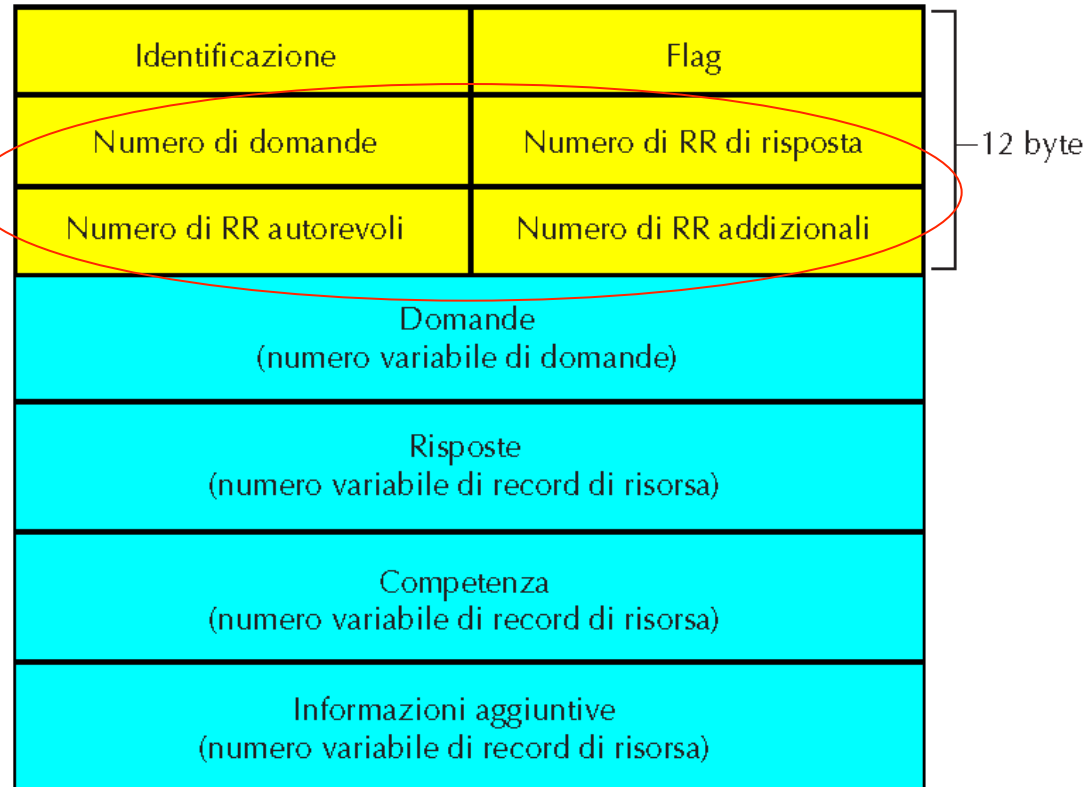 Identificazione
Flag
Numero di domande
Numero di RR di risposta
12 byte
Numero di RR autorevoli
Numero di RR addizionali
Domande
(numero variabile di domande)
Risposte
(numero variabile di record di risorsa)
Competenza
(numero variabile di record di risorsa)
Informazioni aggiuntive
(numero variabile di record di risorsa)